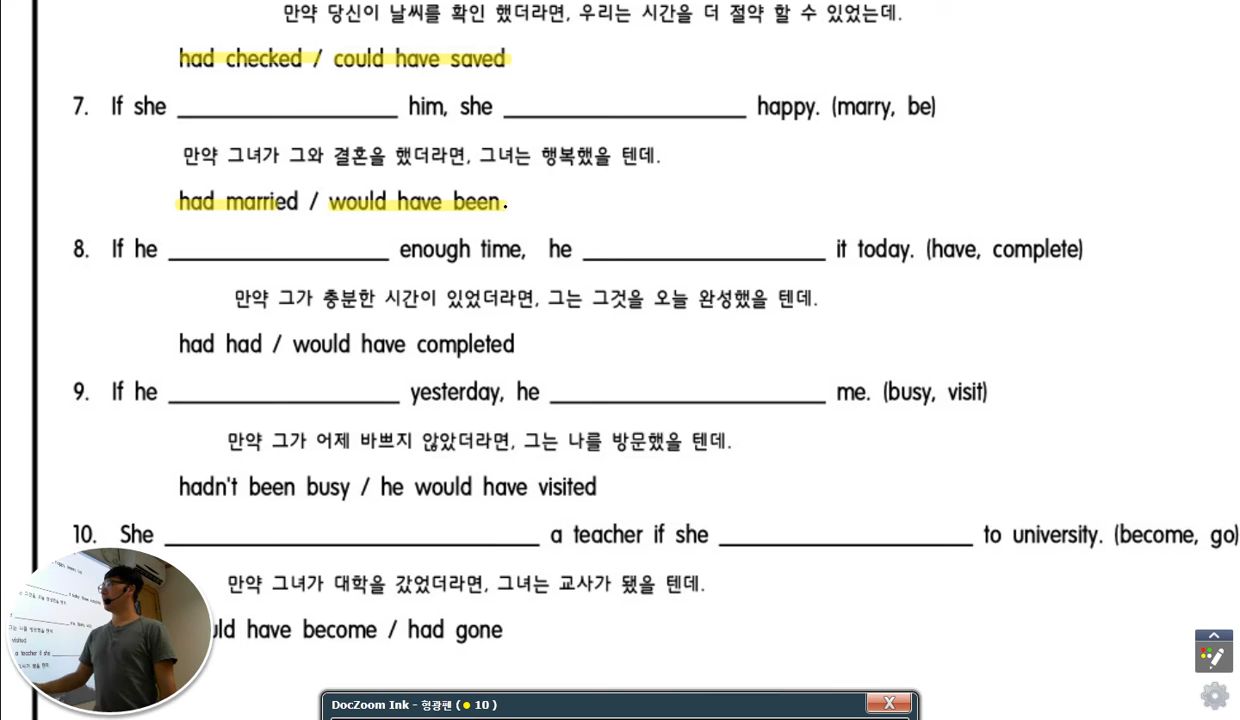 만약 당신이 날씨를 확인 했더라면, 우리는 시간을 더 절약 할 수 있었는데.
had checked / could have saved
7. If she ____________ him, she ____________ happy. (marry, be)
만약 그녀가 그와 결혼을 했더라면, 그녀는 행복했을 텐데.
had married / would have been
8. If he ____________ enough time, he ____________ it today. (have, complete)
만약 그가 충분한 시간이 있었더라면, 그는 그것을 오늘 완성했을 텐데.
had had / would have completed
9. If he ____________ yesterday, he ____________ me. (busy, visit)
만약 그가 어제 바쁘지 않았더라면, 그는 나를 방문했을 텐데.
hadn't been busy / he would have visited
10. She ____________ a teacher if she ____________ to university. (become, go)
만약 그녀가 대학을 갔었더라면, 그녀는 교사가 됐을 텐데.
have become / had gone
DocZoom Ink - 형광펜 ( 10 )